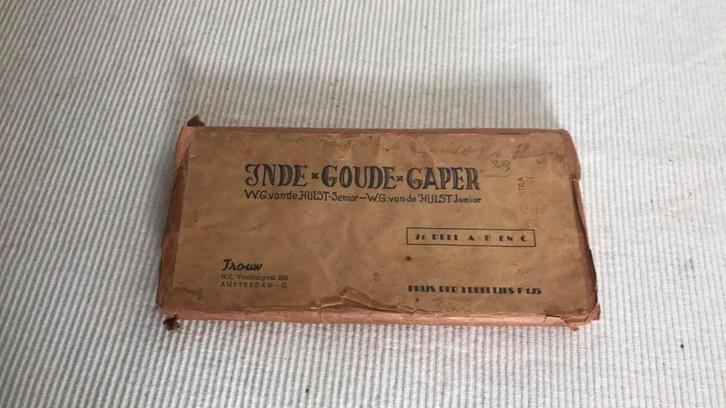 INDE × GOUDE × GAPER
W.G. van de HULST-Senior – W.G. van de HULST Junior
2e DEEL A - B EN C
Trouw
N.Z. Voorburgwal 280
AMSTERDAM – C.
PRIJS PER 3 DEELTJES F 1.25